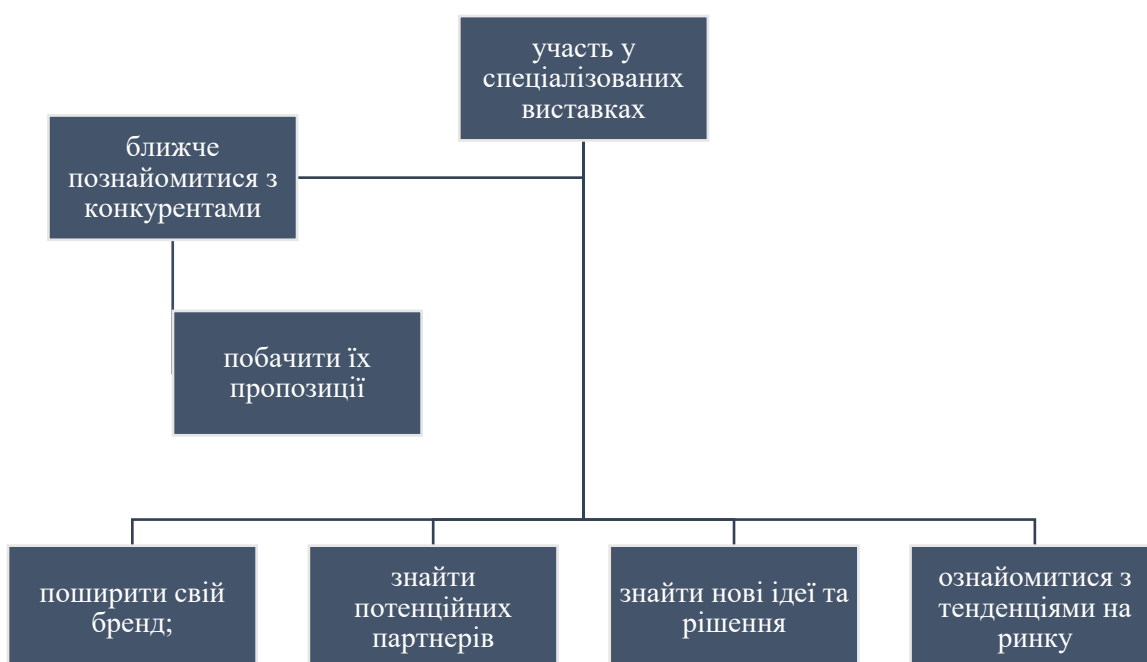 участь у
спеціалізованих
виставках
ближче
познайомитися з
конкурентами
побачити їх
пропозиції
поширити свій
бренд;
знайти
потенційних
партнерів
знайти нові ідеї та
рішення
ознайомитися з
тенденціями на
ринку